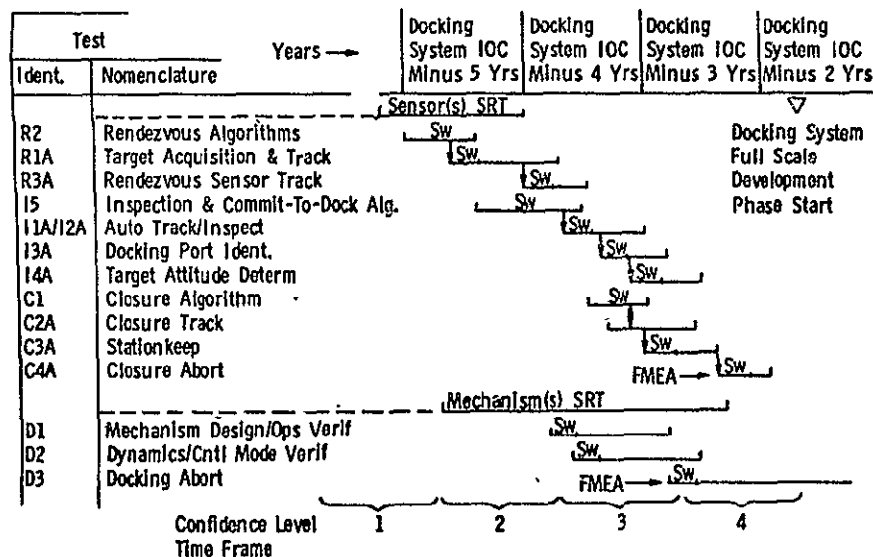 Test
Years
Docking System IOC Minus 5 Yrs
Docking System IOC Minus 4 Yrs
Docking System IOC Minus 3 Yrs
Docking System IOC Minus 2 Yrs
Ident.
Nomenclature
Sensor(s) SRT
R2 Rendezvous Algorithms Sw
R1A Target Acquisition & Track Sw
R3A Rendezvous Sensor Track Sw
I5 Inspection & Commit-To-Dock Alg. Sw
I1A/I2A Auto Track/Inspect Sw
I3A Docking Port Ident. Sw
I4A Target Attitude Determ Sw
C1 Closure Algorithm Sw
C2A Closure Track
C3A Stationkeep Sw
C4A Closure Abort FMEA Sw
Docking System
Full Scale
Development
Phase Start
Mechanism(s) SRT
D1 Mechanism Design/Ops Verif Sw
D2 Dynamics/Cntl Mode Verif Sw
D3 Docking Abort FMEA Sw
Confidence Level
Time Frame
1 2 3 4